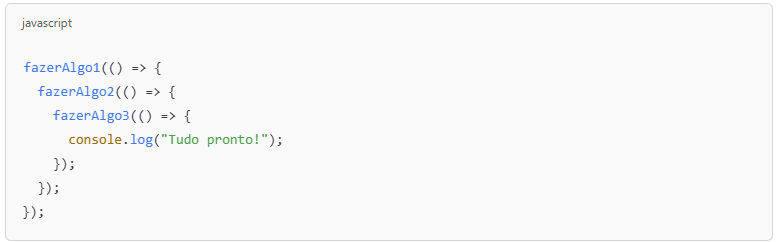 javascript
fazerAlgo1(() => {
  fazerAlgo2(() => {
    fazerAlgo3(() => {
      console.log("Tudo pronto!");
    });
  });
});